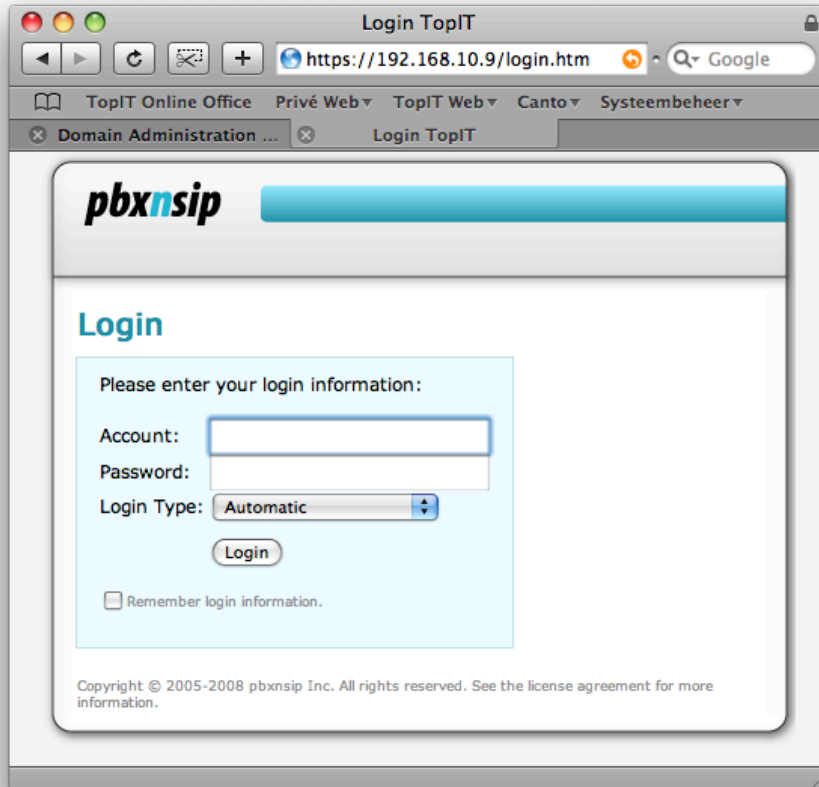 Login TopIT
https://192.168.10.9/login.htm
Google
TopIT Online Office Privé Web TopIT Web Canto Systeembeheer
Domain Administration ... Login TopIT
pbxnsip
Login
Please enter your login information:
Account:
Password:
Login Type: Automatic
Login
Remember login information.
Copyright © 2005-2008 pbxnsip Inc. All rights reserved. See the license agreement for more
information.